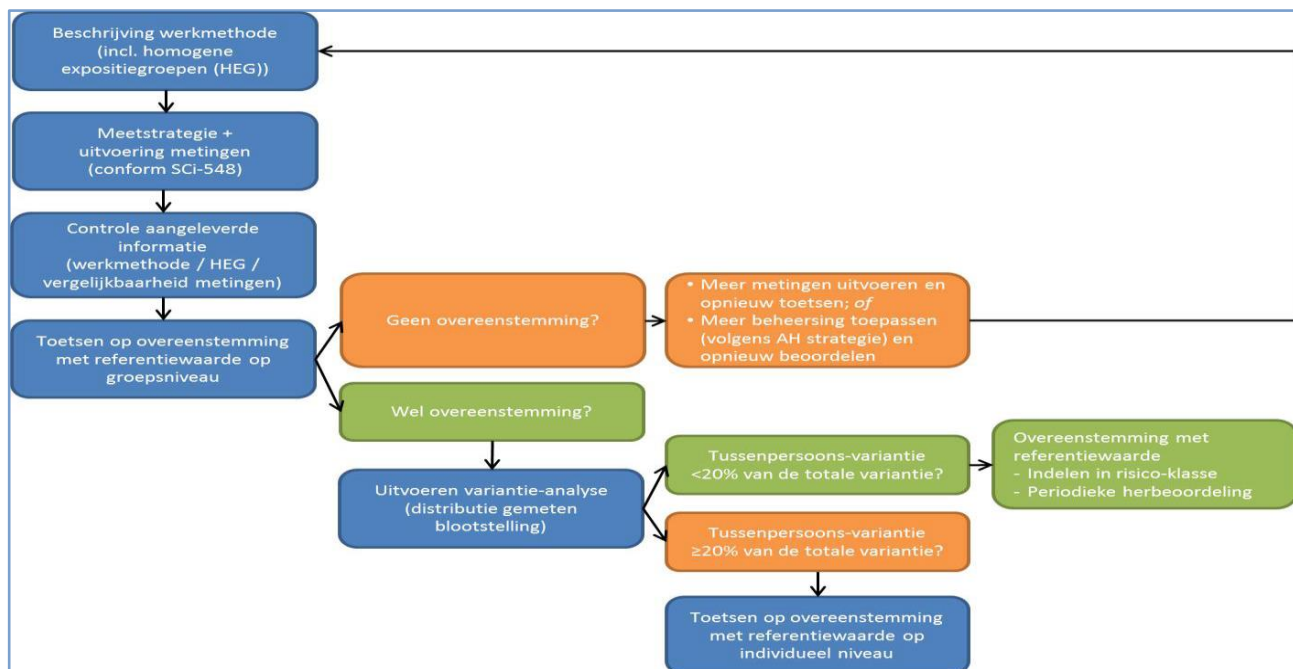 Beschrijving werkmethode
(incl. homogene
expositiegroepen (HEG))
Meetstrategie +
uitvoering metingen
(conform SCi-548)
Controle aangeleverde
informatie
(werkmethode / HEG /
vergelijkbaarheid metingen)
Toetsen op overeenstemming
met referentiewaarde op
groepsniveau
Geen overeenstemming?
• Meer metingen uitvoeren en
opnieuw toetsen; of
• Meer beheersing toepassen
(volgens AH strategie) en
opnieuw beoordelen
Wel overeenstemming?
Uitvoeren variantie-analyse
(distributie gemeten
blootstelling)
Tussenpersoons-variantie
<20% van de totale variantie?
Overeenstemming met
referentiewaarde
- Indelen in risico-klasse
- Periodieke herbeoordeling
Tussenpersoons-variantie
≥20% van de totale variantie?
Toetsen op overeenstemming
met referentiewaarde op
individueel niveau